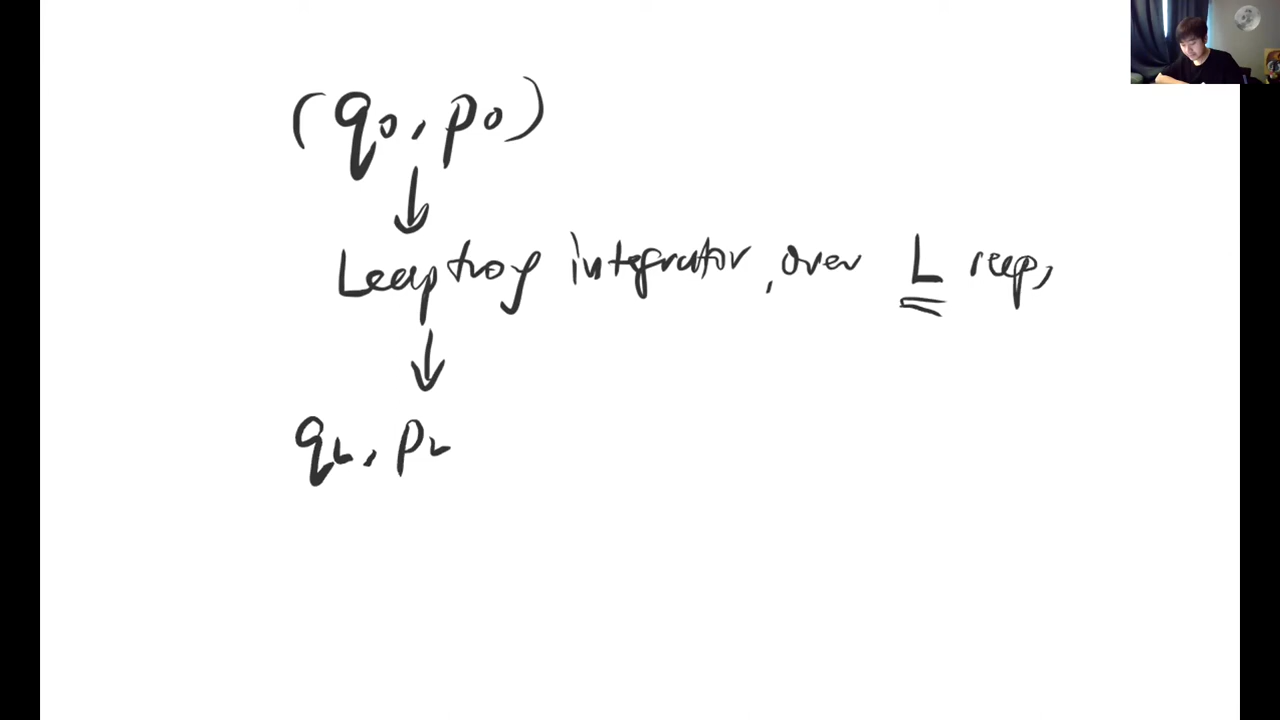 (q0, p0)
Leapfrog integrator, over L steps,
qL, pL